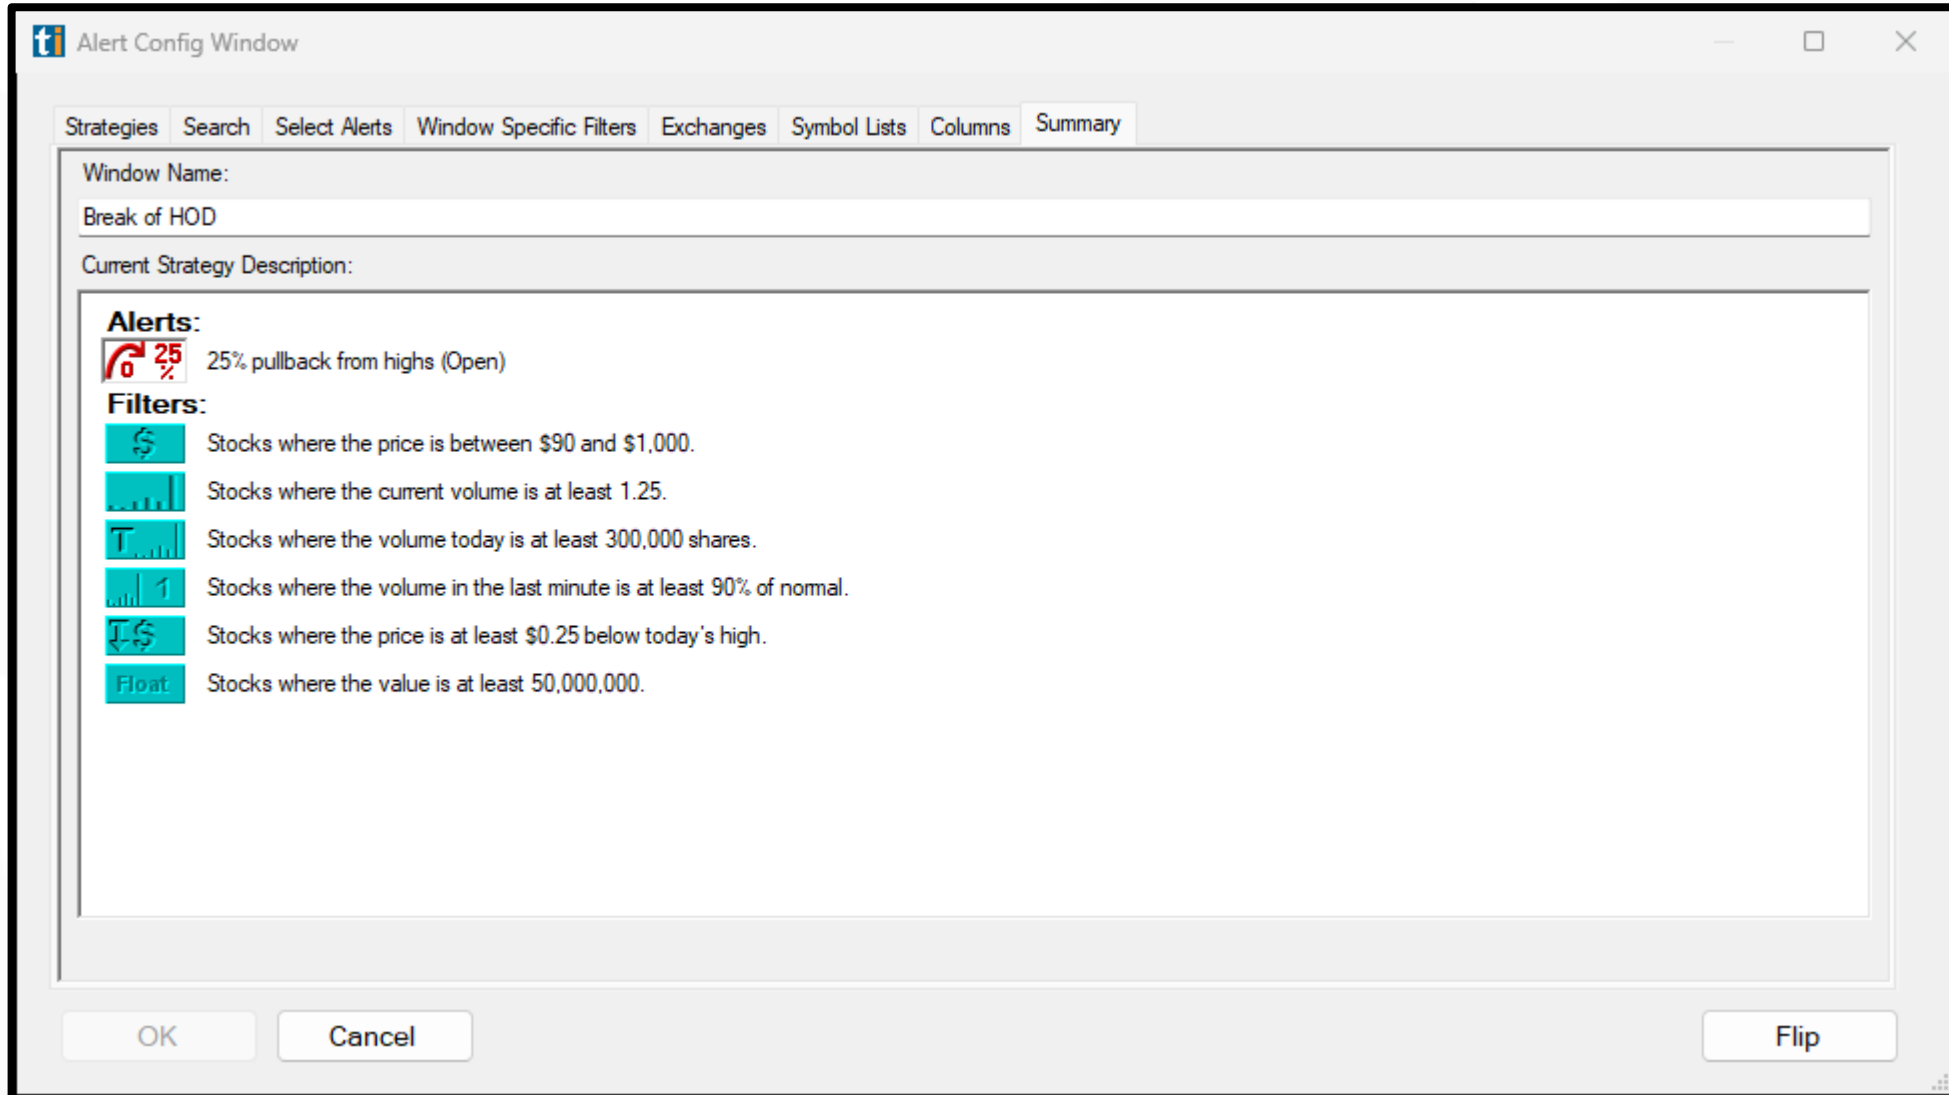 ti Alert Config Window
Strategies Search Select Alerts Window Specific Filters Exchanges Symbol Lists Columns Summary
Window Name:
Break of HOD
Current Strategy Description:
Alerts:
0 25 % 25% pullback from highs (Open)
Filters:
$ Stocks where the price is between $90 and $1,000.
Stocks where the current volume is at least 1.25.
T Stocks where the volume today is at least 300,000 shares.
1 Stocks where the volume in the last minute is at least 90% of normal.
$ Stocks where the price is at least $0.25 below today's high.
Float Stocks where the value is at least 50,000,000.
OK Cancel Flip